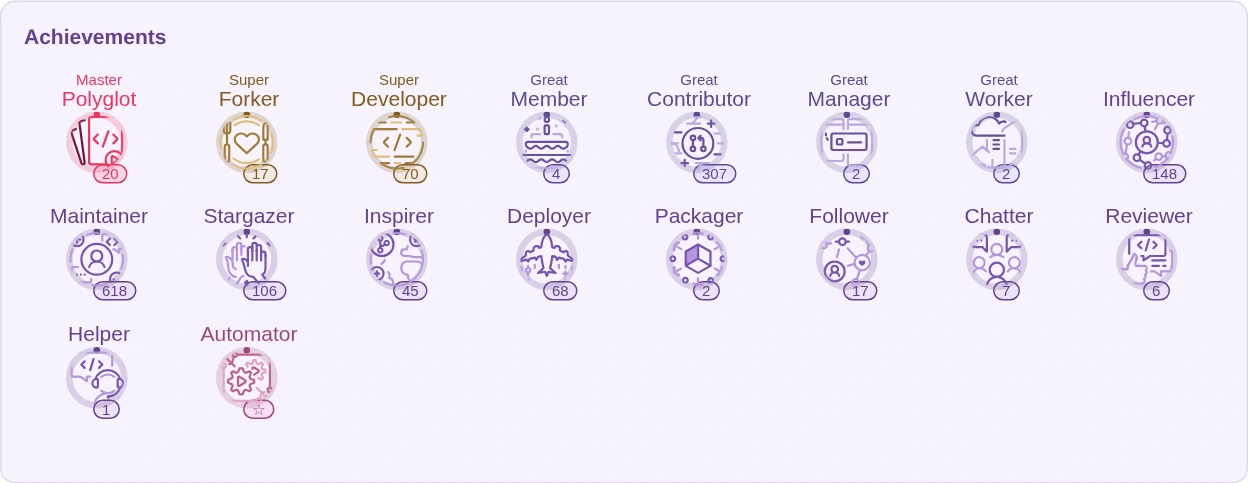 Achievements
Master Super Super Great Great Great Great
Polyglot Forker Developer Member Contributor Manager Worker Influencer
20 17 70 4 307 2 2 148
Maintainer Stargazer Inspirer Deployer Packager Follower Chatter Reviewer
618 106 45 68 2 17 7 6
Helper Automator
1 ☆